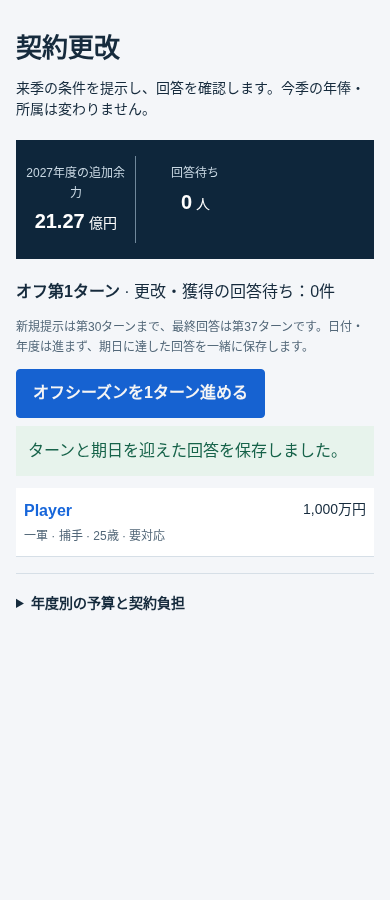 契約更改
来季の条件を提示し、回答を確認します。今季の年俸・
所属は変わりません。
2027年度の追加余
力
21.27 億円
回答待ち
0 人
オフ第1ターン · 更改・獲得の回答待ち：0件
新規提示は第30ターンまで、最終回答は第37ターンです。日付・
年度は進まず、期日に達した回答を一緒に保存します。
オフシーズンを1ターン進める
ターンと期日を迎えた回答を保存しました。
Player
1,000万円
一軍 · 捕手 · 25歳 · 要対応
▶ 年度別の予算と契約負担